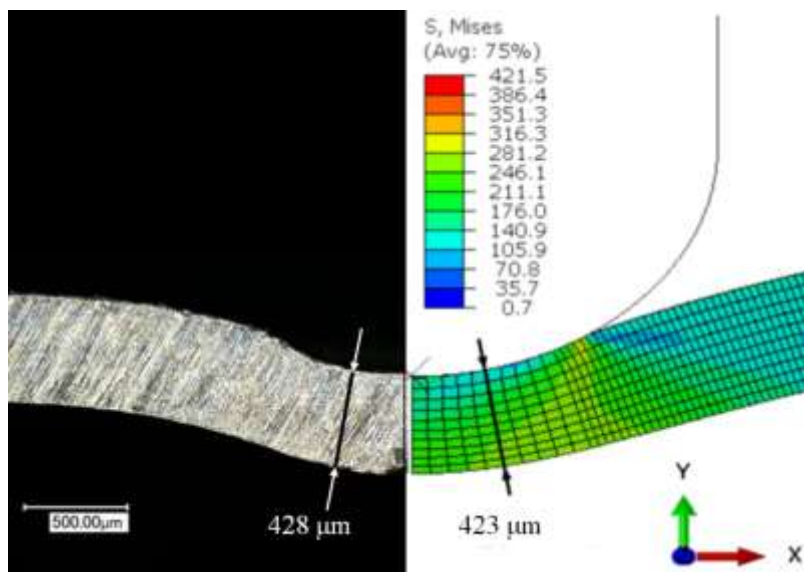 S, Mises
(Avg: 75%)
421.5
386.4
351.3
316.3
281.2
246.1
211.1
176.0
140.9
105.9
70.8
35.7
0.7
500.00μm
428 μm
423 μm
Y
X